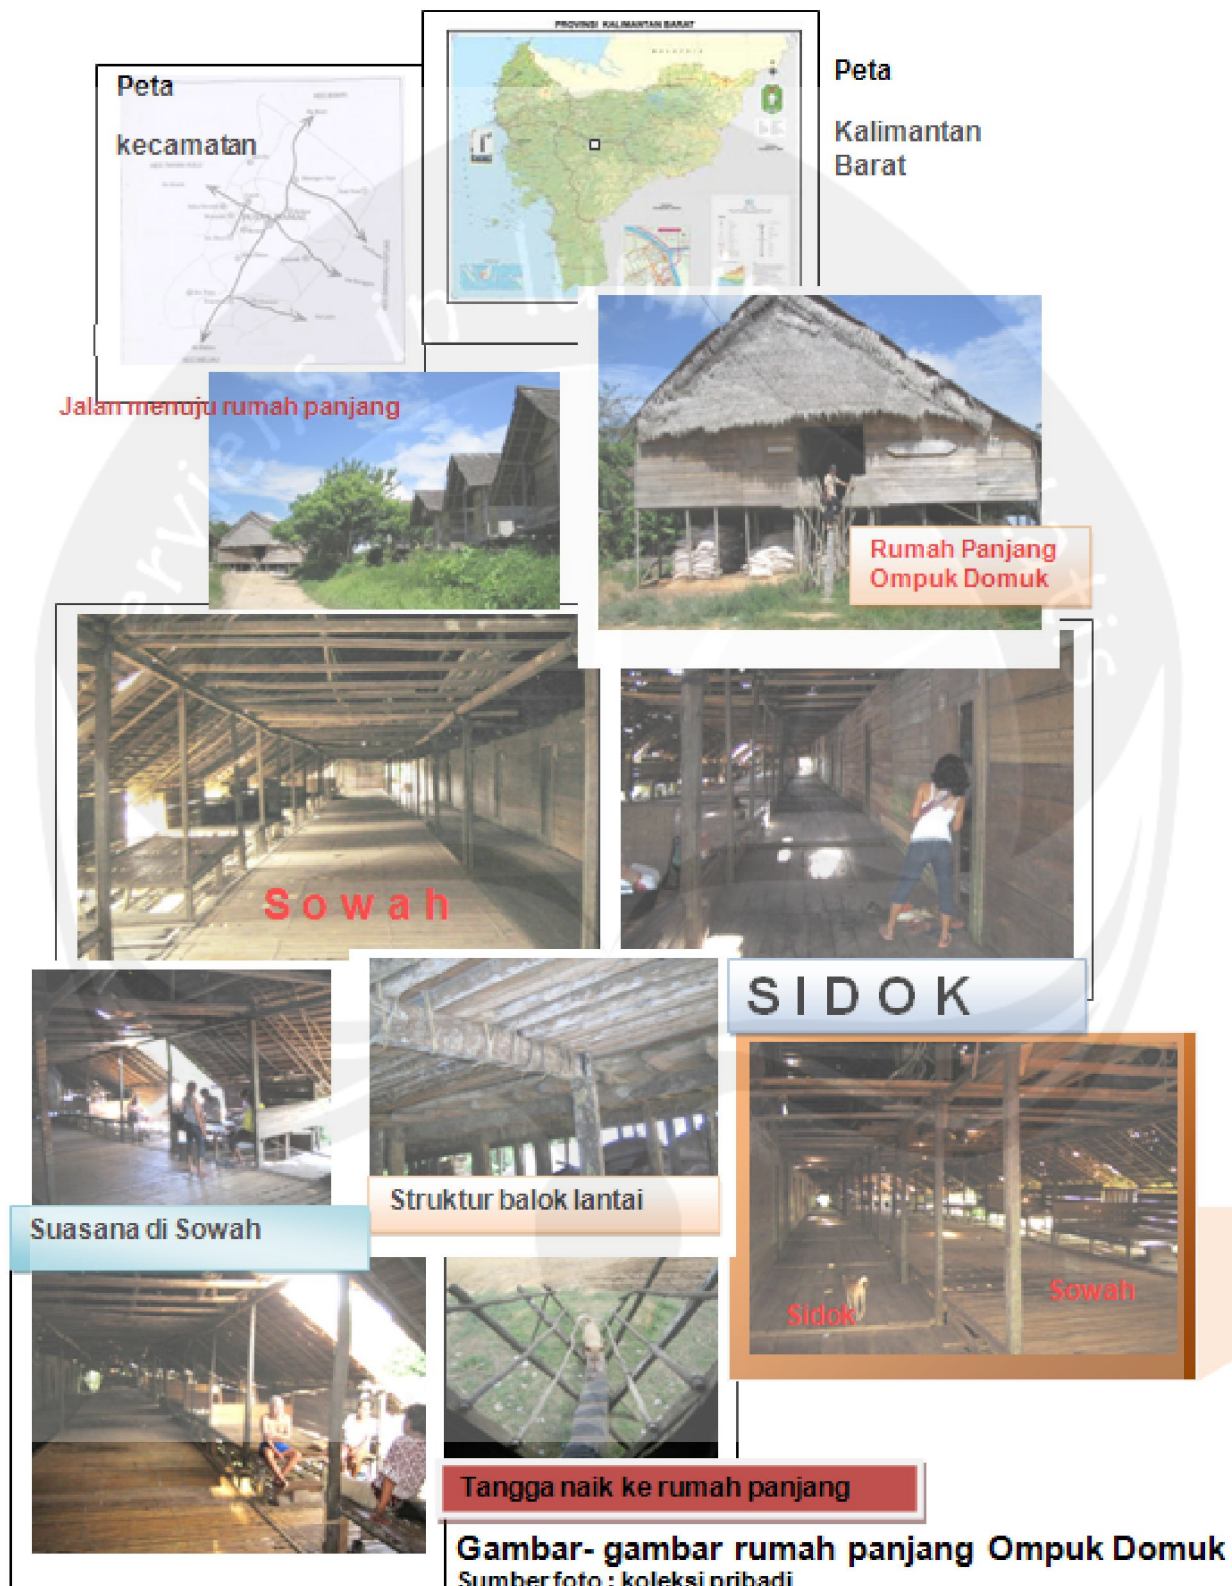 PROVINSI KALIMANTAN BARAT
MALAYSIA
Peta
kecamatan
Peta
Kalimantan
Barat
Jalan menuju rumah panjang
Rumah Panjang
Ompuk Domuk
Sowah
SIDOK
Struktur balok lantai
Suasana di Sowah
Sidok
Sowah
Tangga naik ke rumah panjang
Gambar- gambar rumah panjang Ompuk Domuk
Sumber foto : koleksi pribadi